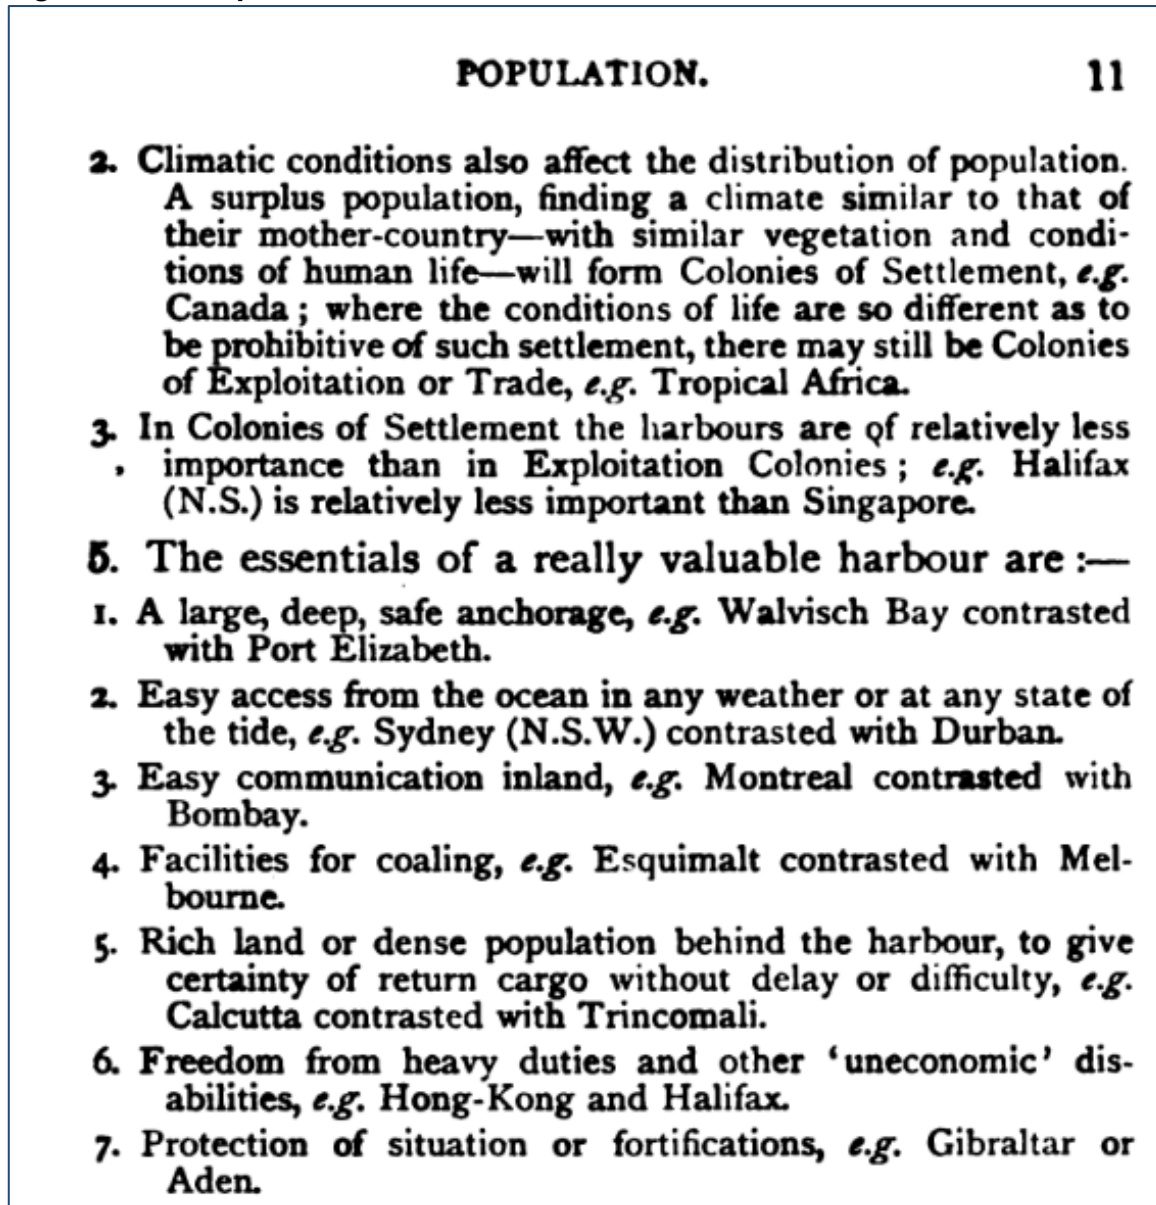 POPULATION. 11
2. Climatic conditions also affect the distribution of population.
A surplus population, finding a climate similar to that of
their mother-country—with similar vegetation and condi-
tions of human life—will form Colonies of Settlement, e.g.
Canada ; where the conditions of life are so different as to
be prohibitive of such settlement, there may still be Colonies
of Exploitation or Trade, e.g. Tropical Africa.
3. In Colonies of Settlement the harbours are of relatively less
importance than in Exploitation Colonies ; e.g. Halifax
(N.S.) is relatively less important than Singapore.
5. The essentials of a really valuable harbour are :—
1. A large, deep, safe anchorage, e.g. Walvisch Bay contrasted
with Port Elizabeth.
2. Easy access from the ocean in any weather or at any state of
the tide, e.g. Sydney (N.S.W.) contrasted with Durban.
3. Easy communication inland, e.g. Montreal contrasted with
Bombay.
4. Facilities for coaling, e.g. Esquimalt contrasted with Mel-
bourne.
5. Rich land or dense population behind the harbour, to give
certainty of return cargo without delay or difficulty, e.g.
Calcutta contrasted with Trincomali.
6. Freedom from heavy duties and other ‘uneconomic’ dis-
abilities, e.g. Hong-Kong and Halifax.
7. Protection of situation or fortifications, e.g. Gibraltar or
Aden.